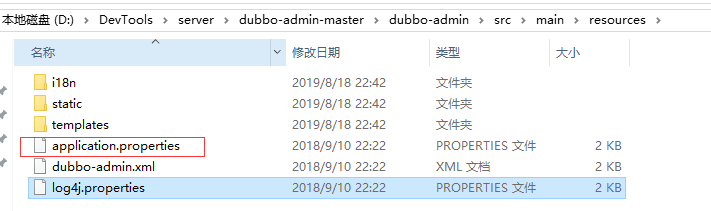 本地磁盘 (D:) > DevTools > server > dubbo-admin-master > dubbo-admin > src > main > resources >
名称 修改日期 类型 大小
i18n 2019/8/18 22:42 文件夹
static 2019/8/18 22:42 文件夹
templates 2019/8/18 22:42 文件夹
application.properties 2018/9/10 22:22 PROPERTIES 文件 2 KB
dubbo-admin.xml 2018/9/10 22:22 XML 文档 2 KB
log4j.properties 2018/9/10 22:22 PROPERTIES 文件 2 KB